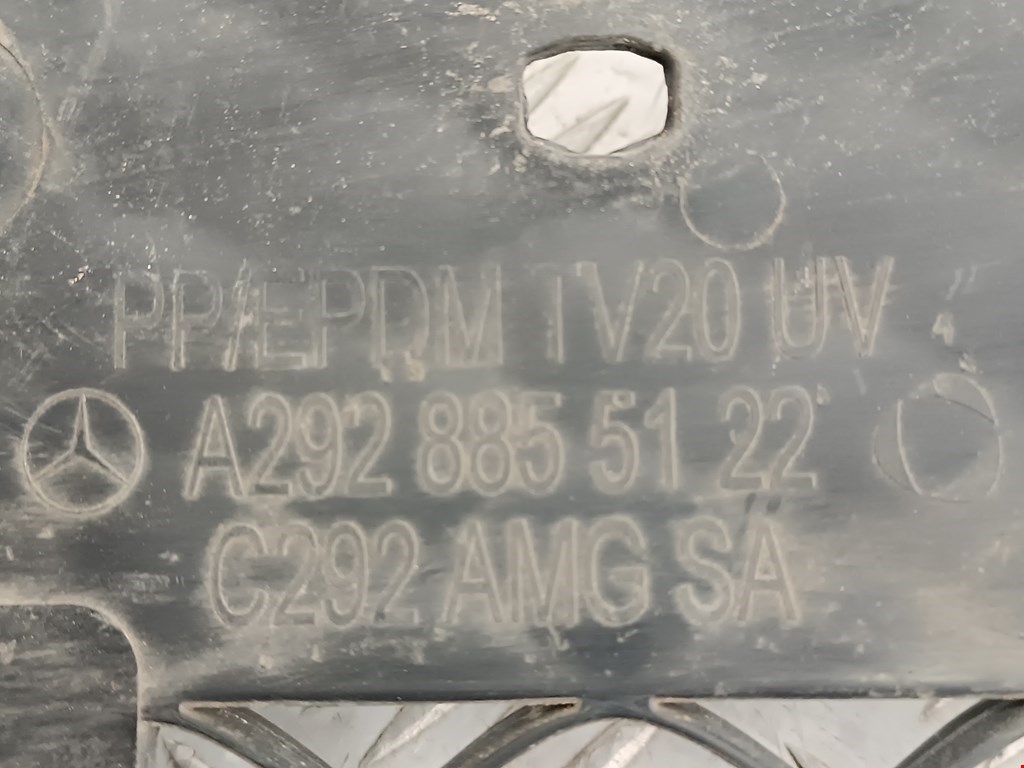 PP/EPDM TV20 UV
A292 885 51 22
C292 AMG SA